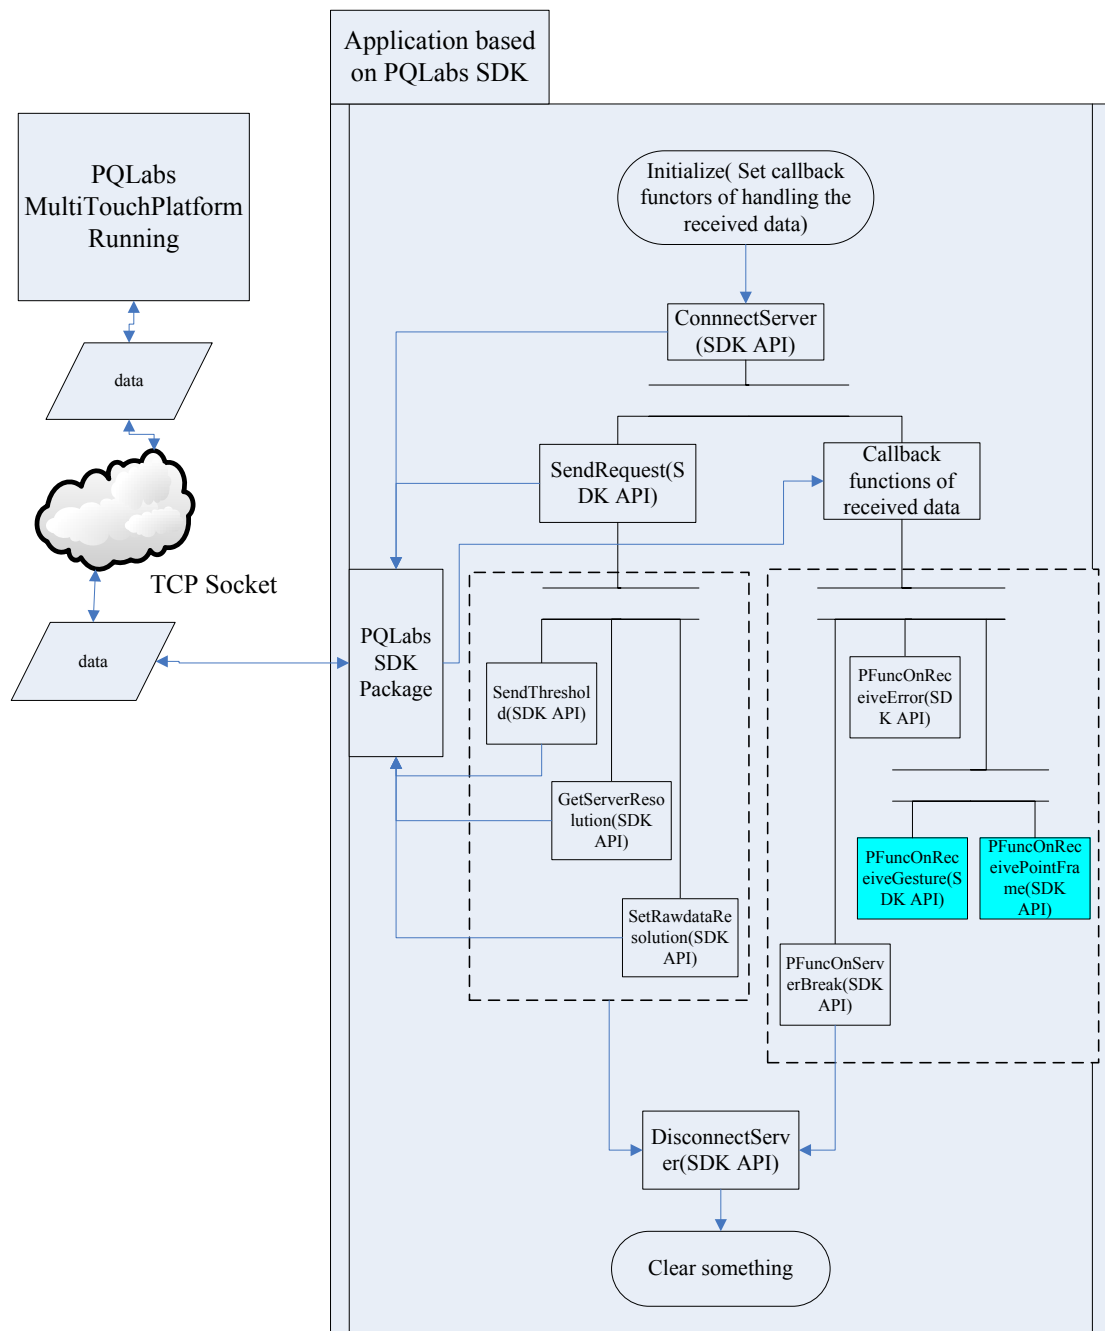 Application based
on PQLabs SDK
PQLabs
MultiTouchPlatform
Running
Initialize( Set callback
functors of handling the
received data)
ConnnectServer
(SDK API)
data
SendRequest(S
DK API)
Callback
functions of
received data
TCP Socket
data
PQLabs
SDK
Package
SendThreshol
d(SDK API)
PFuncOnRec
eiveError(SD
K API)
GetServerReso
lution(SDK
API)
PFuncOnRec
eiveGesture(S
DK API)
PFuncOnRec
eivePointFra
me(SDK
API)
SetRawdataRe
solution(SDK
API)
PFuncOnServ
erBreak(SDK
API)
DisconnectServ
er(SDK API)
Clear something